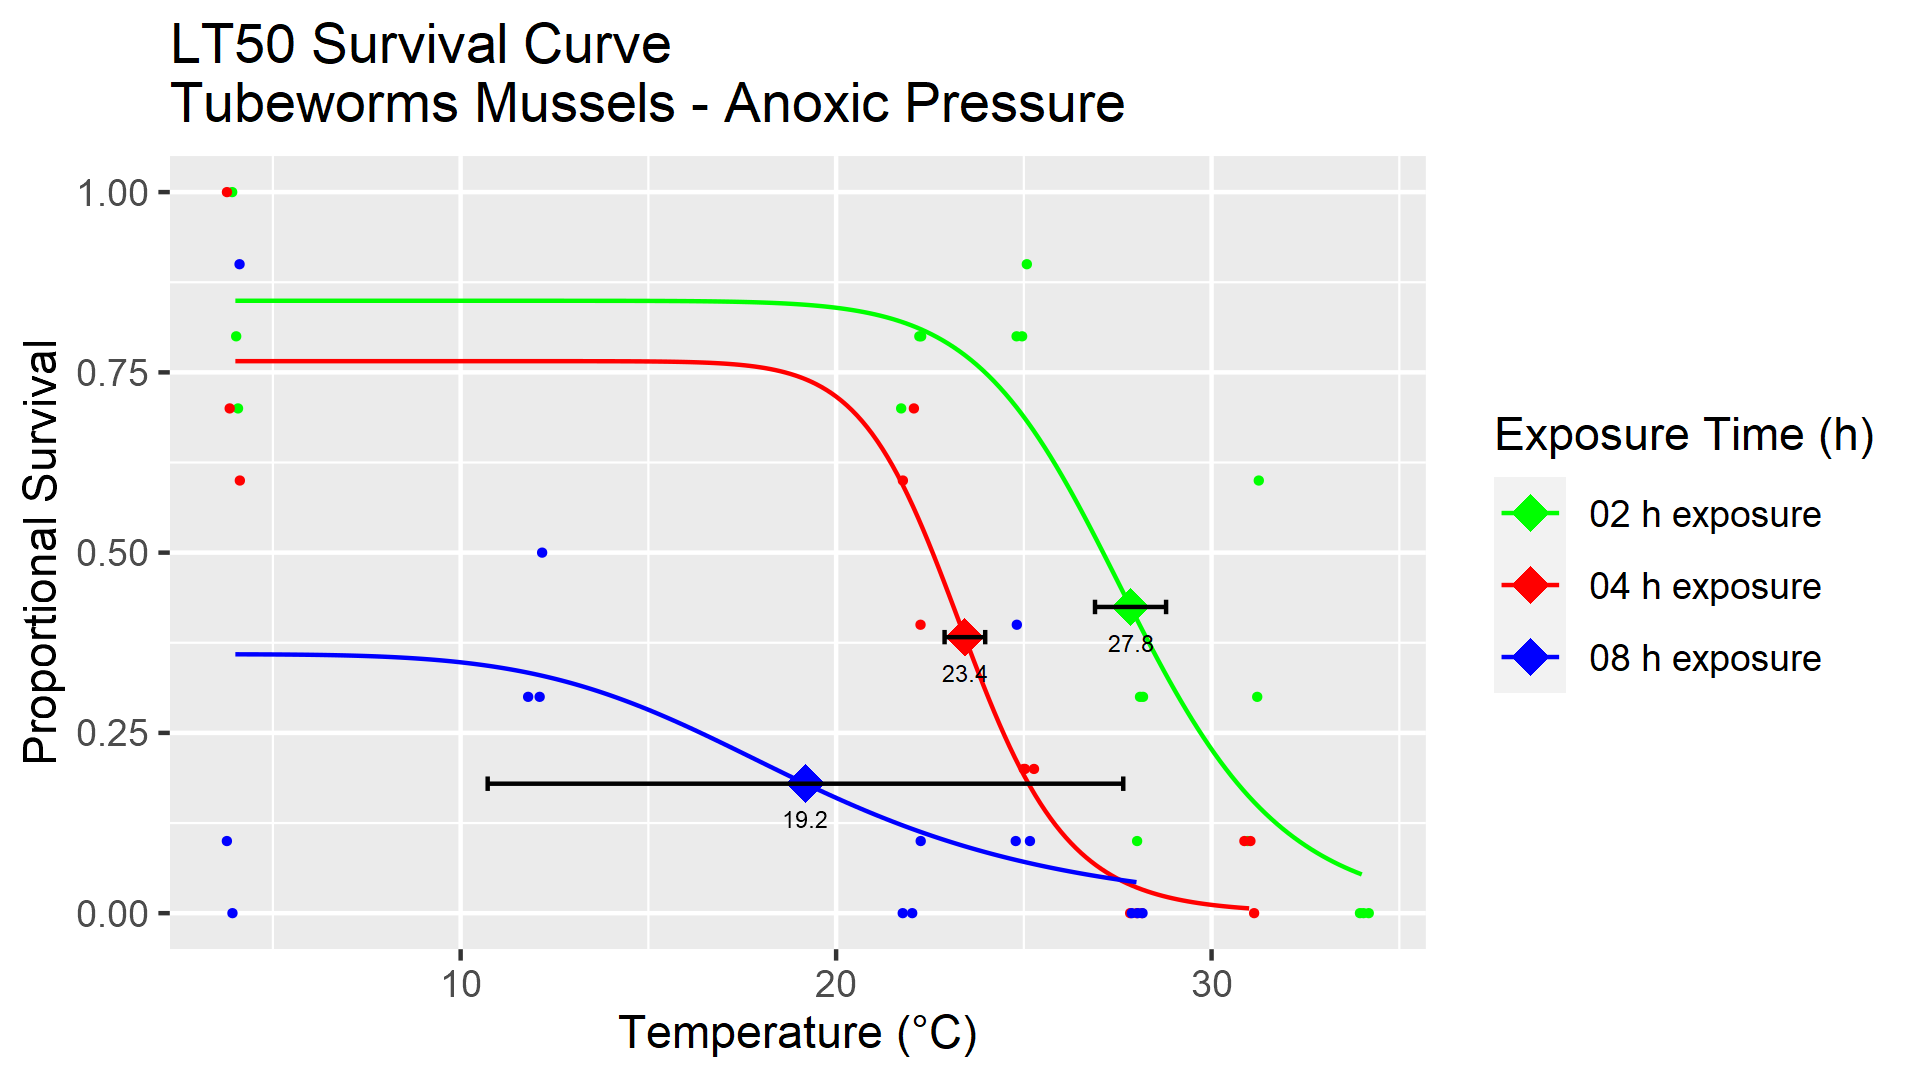 LT50 Survival Curve
Tubeworms Mussels - Anoxic Pressure
Proportional Survival
1.00
0.75
0.50
0.25
0.00
27.8
23.4
19.2
10
20
30
Temperature (°C)
Exposure Time (h)
02 h exposure
04 h exposure
08 h exposure